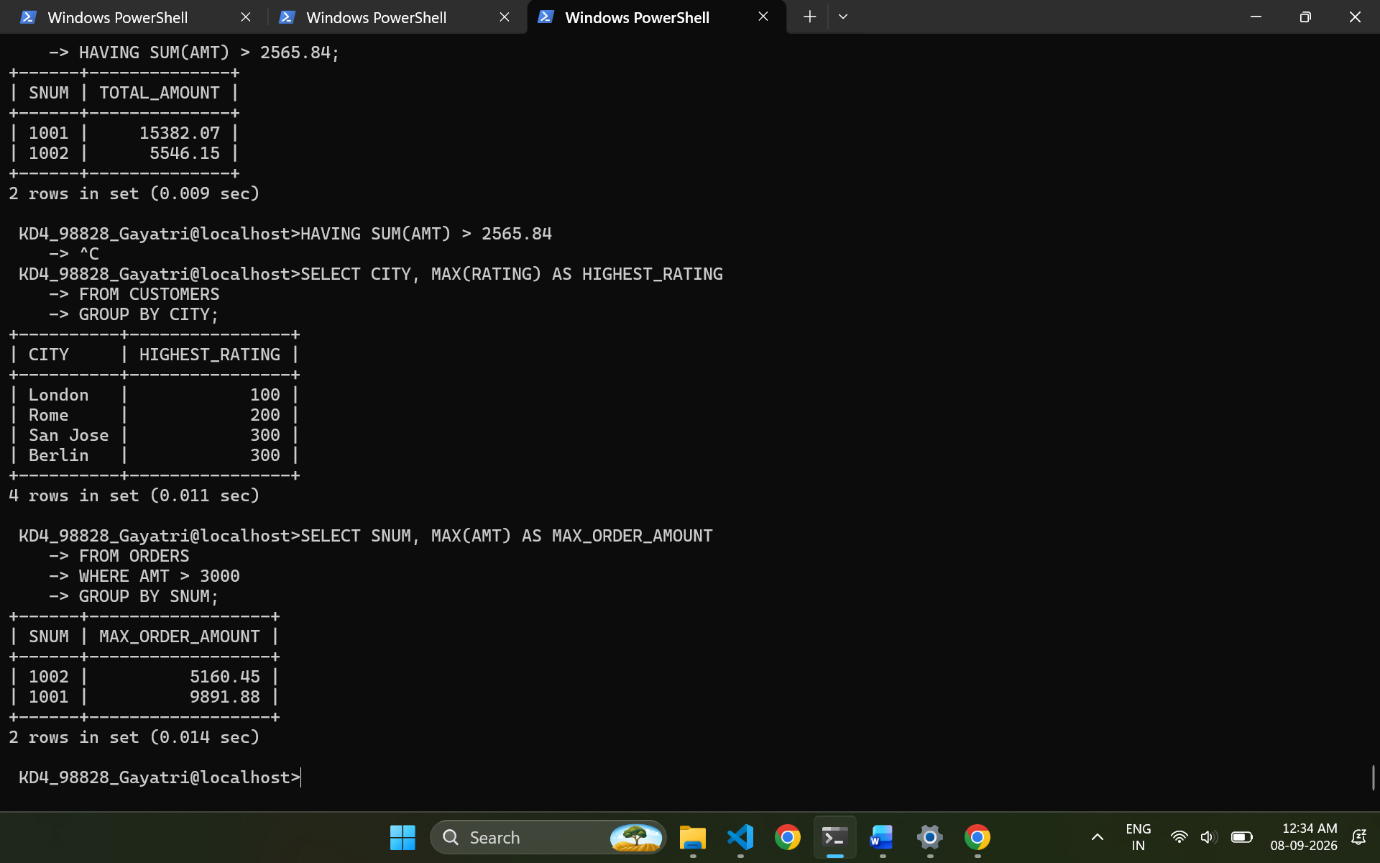 Windows PowerShell
Windows PowerShell
Windows PowerShell
-> HAVING SUM(AMT) > 2565.84;
+------+--------------+
| SNUM | TOTAL_AMOUNT |
+------+--------------+
| 1001 |     15382.07 |
| 1002 |      5546.15 |
+------+--------------+
2 rows in set (0.009 sec)
KD4_98828_Gayatri@localhost>HAVING SUM(AMT) > 2565.84
-> ^C
KD4_98828_Gayatri@localhost>SELECT CITY, MAX(RATING) AS HIGHEST_RATING
-> FROM CUSTOMERS
-> GROUP BY CITY;
+----------+----------------+
| CITY     | HIGHEST_RATING |
+----------+----------------+
| London   |            100 |
| Rome     |            200 |
| San Jose |            300 |
| Berlin   |            300 |
+----------+----------------+
4 rows in set (0.011 sec)
KD4_98828_Gayatri@localhost>SELECT SNUM, MAX(AMT) AS MAX_ORDER_AMOUNT
-> FROM ORDERS
-> WHERE AMT > 3000
-> GROUP BY SNUM;
+------+------------------+
| SNUM | MAX_ORDER_AMOUNT |
+------+------------------+
| 1002 |          5160.45 |
| 1001 |          9891.88 |
+------+------------------+
2 rows in set (0.014 sec)
KD4_98828_Gayatri@localhost>
Search
ENG
IN
12:34 AM
08-09-2026